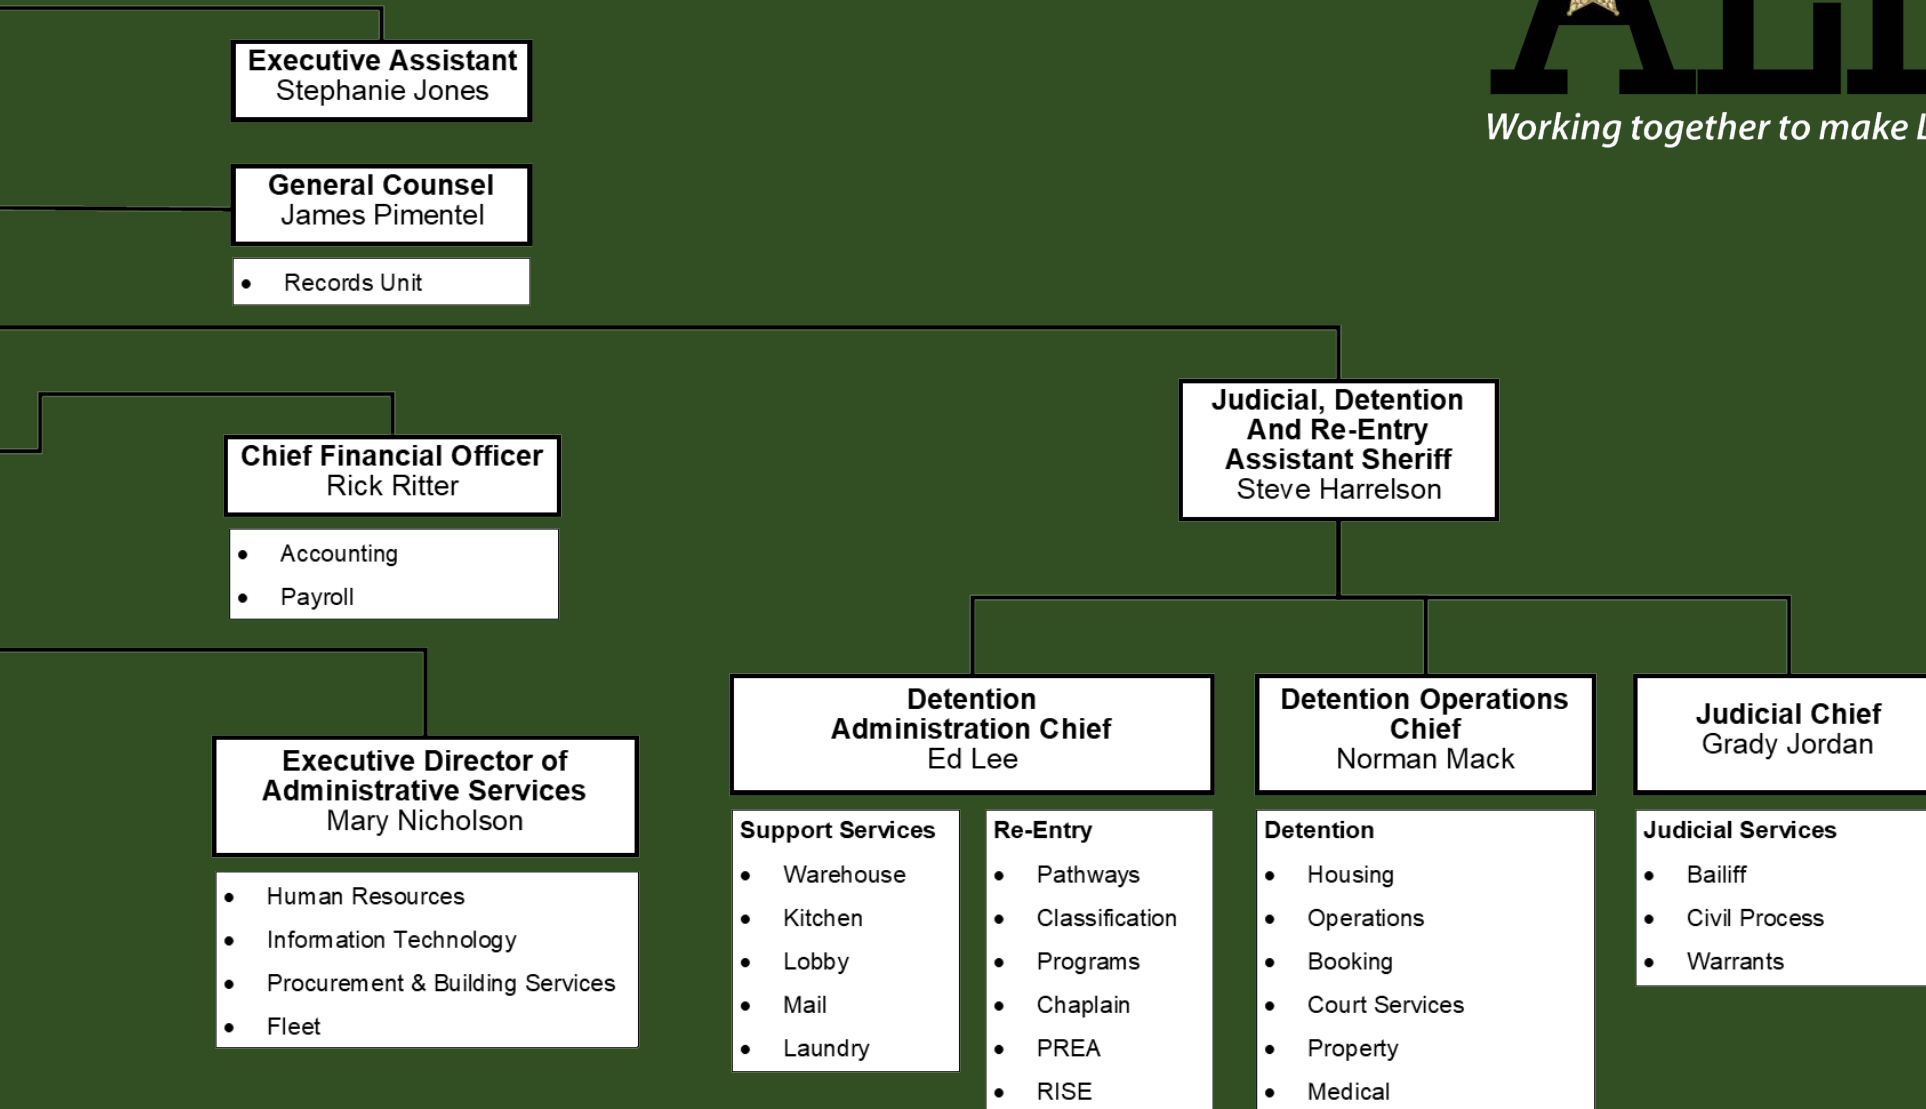 Executive Assistant
Stephanie Jones
Working together to make L
General Counsel
James Pimentel
• Records Unit
Chief Financial Officer
Rick Ritter
• Accounting
• Payroll
Judicial, Detention
And Re-Entry
Assistant Sheriff
Steve Harrelson
Executive Director of
Administrative Services
Mary Nicholson
• Human Resources
• Information Technology
• Procurement & Building Services
• Fleet
Detention
Administration Chief
Ed Lee
Support Services
• Warehouse
• Kitchen
• Lobby
• Mail
• Laundry
Re-Entry
• Pathways
• Classification
• Programs
• Chaplain
• PREA
• RISE
Detention Operations
Chief
Norman Mack
Detention
• Housing
• Operations
• Booking
• Court Services
• Property
• Medical
Judicial Chief
Grady Jordan
Judicial Services
• Bailiff
• Civil Process
• Warrants